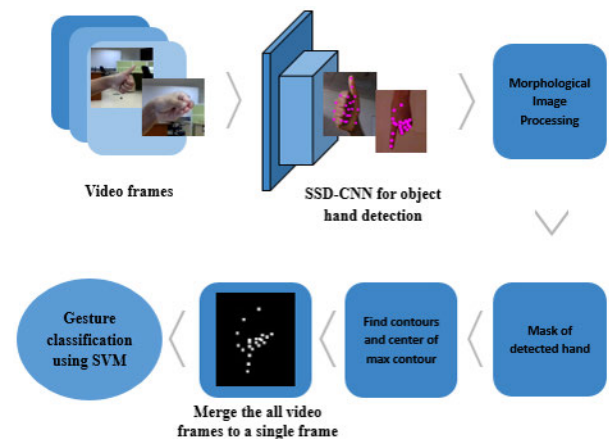 Video frames
SSD-CNN for object
hand detection
Morphological
Image
Processing
Mask of
detected hand
Find contours
and center of
max contour
Merge the all video
frames to a single frame
Gesture
classification
using SVM